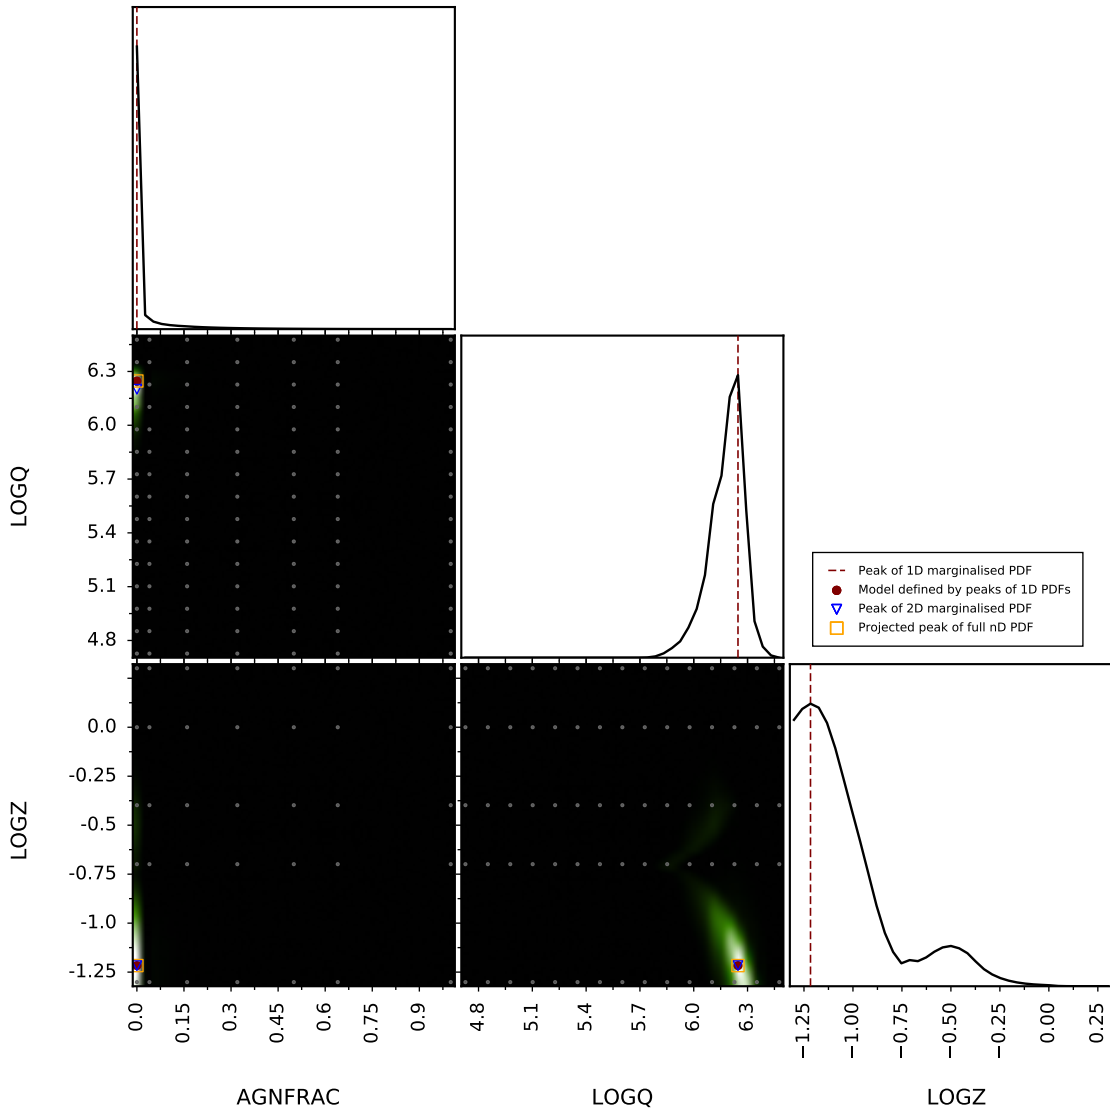 6.3
6.0
5.7
5.4
5.1
4.8
LOGQ
Peak of 1D marginalised PDF
Model defined by peaks of 1D PDFs
Peak of 2D marginalised PDF
Projected peak of full nD PDF
0.0
-0.25
-0.5
-0.75
-1.0
-1.25
LOGZ
0.0 0.15 0.3 0.45 0.6 0.75 0.9
4.8 5.1 5.4 5.7 6.0 6.3
−1.25 −1.00 −0.75 −0.50 −0.25 0.00 0.25
AGNFRAC LOGQ LOGZ